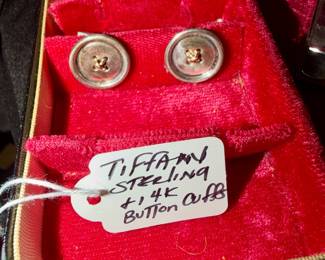 TIFFANY
STERLING
+14K
BUTTON CUFFS